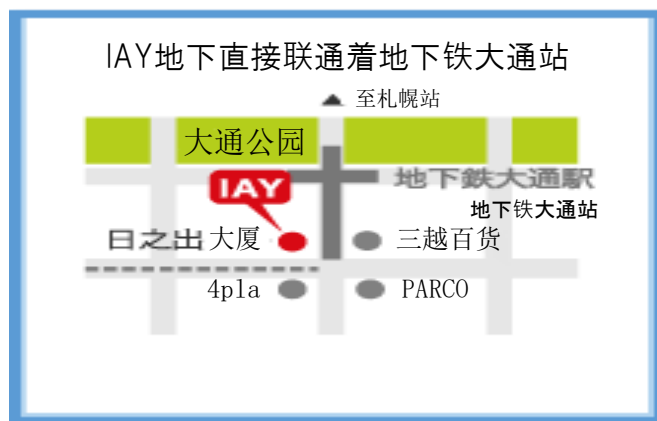 IAY地下直接联通着地下铁大通站
▲ 至札幌站
大通公园
IAY
地下鉄大通駅
地下铁大通站
日之出大厦
三越百货
4pla
PARCO